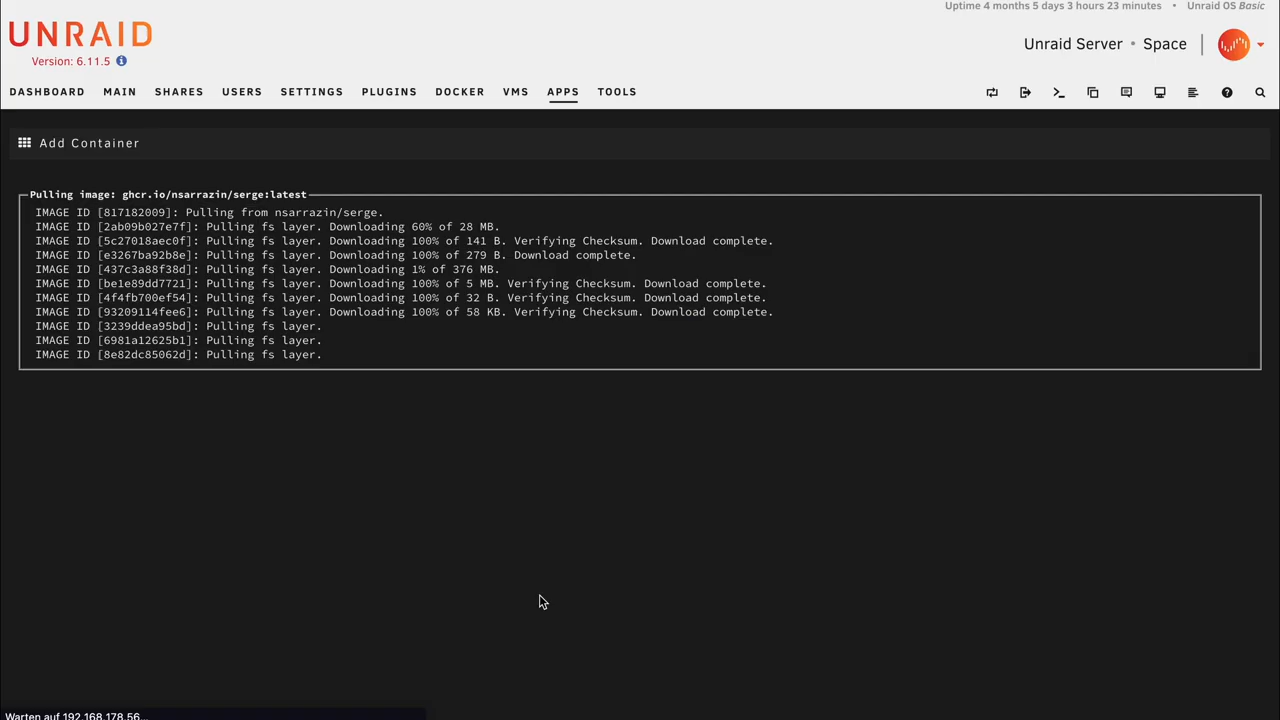 Uptime 4 months 5 days 3 hours 23 minutes • Unraid OS Basic
UNRAID
Version: 6.11.5
Unraid Server • Space
DASHBOARD MAIN SHARES USERS SETTINGS PLUGINS DOCKER VMS APPS TOOLS
Add Container
Pulling image: ghcr.io/nsarrazin/serge:latest
IMAGE ID [817182009]: Pulling from nsarrazin/serge.
IMAGE ID [2ab09b027e7f]: Pulling fs layer. Downloading 60% of 28 MB.
IMAGE ID [5c27018aec0f]: Pulling fs layer. Downloading 100% of 141 B. Verifying Checksum. Download complete.
IMAGE ID [e3267ba92b8e]: Pulling fs layer. Downloading 100% of 279 B. Download complete.
IMAGE ID [437c3a88f38d]: Pulling fs layer. Downloading 1% of 376 MB.
IMAGE ID [be1e89dd7721]: Pulling fs layer. Downloading 100% of 5 MB. Verifying Checksum. Download complete.
IMAGE ID [4f4fb700ef54]: Pulling fs layer. Downloading 100% of 32 B. Verifying Checksum. Download complete.
IMAGE ID [93209114fee6]: Pulling fs layer. Downloading 100% of 58 KB. Verifying Checksum. Download complete.
IMAGE ID [3239ddea95bd]: Pulling fs layer.
IMAGE ID [6981a12625b1]: Pulling fs layer.
IMAGE ID [8e82dc85062d]: Pulling fs layer.
Warten auf 192.168.178.56...